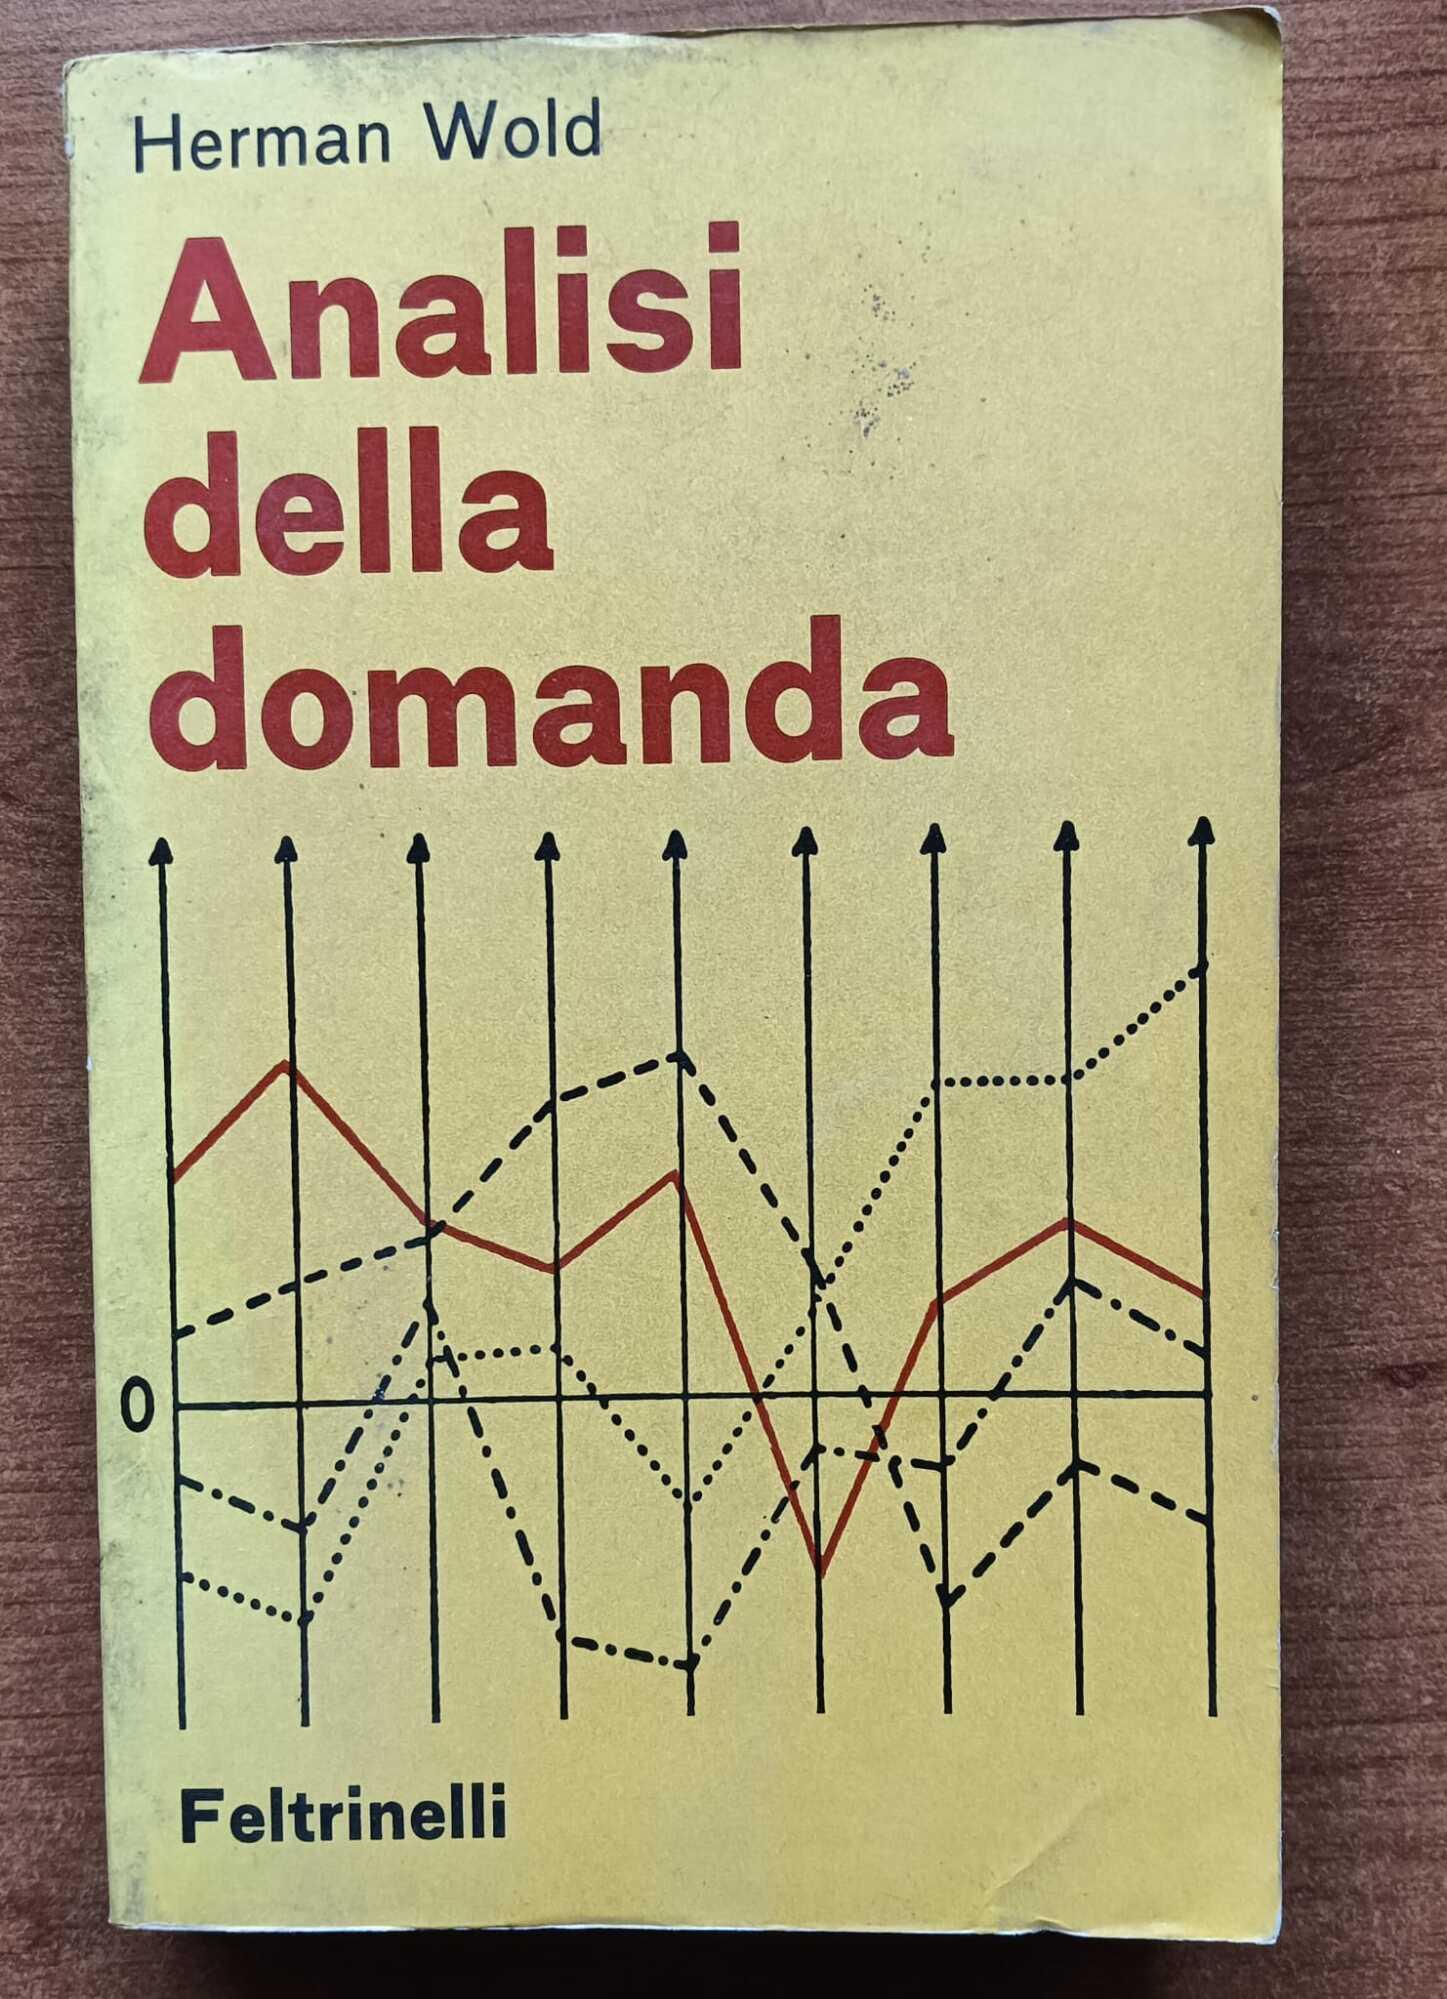 Herman Wold
Analisi
della
domanda
0
Feltrinelli